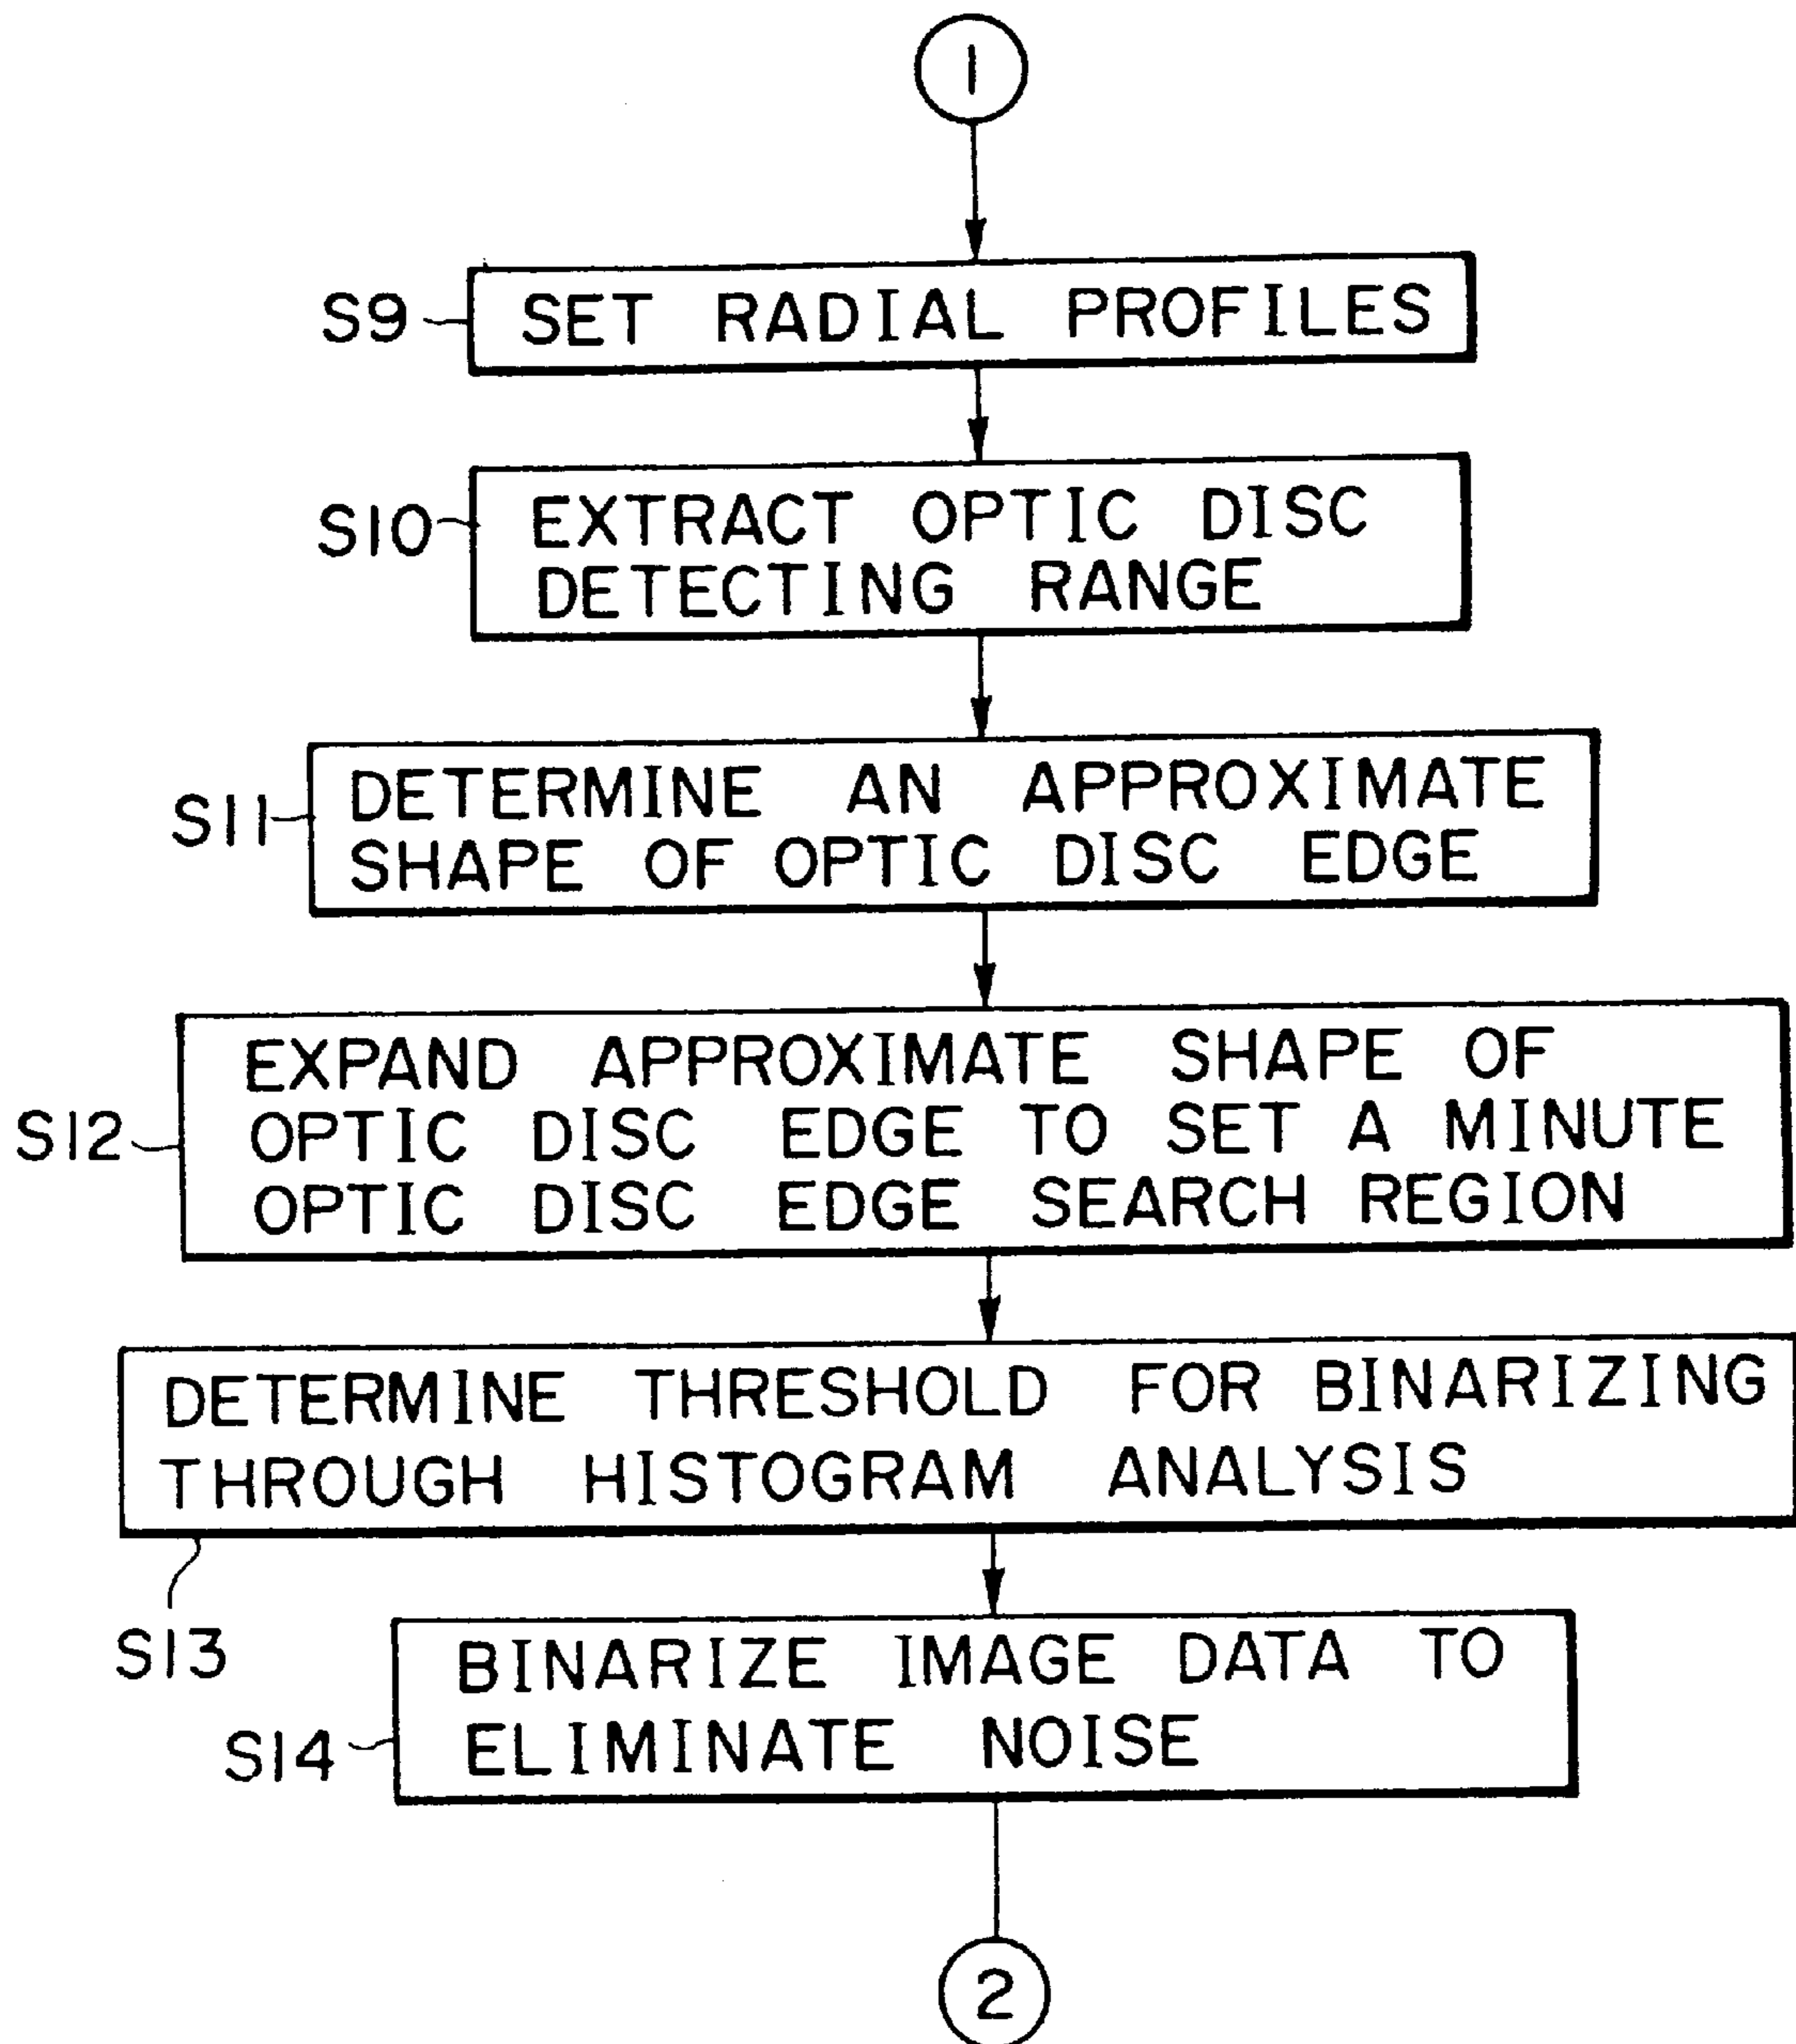 1
S9
SET RADIAL PROFILES
S10
EXTRACT OPTIC DISC
DETECTING RANGE
S11
DETERMINE AN APPROXIMATE
SHAPE OF OPTIC DISC EDGE
S12
EXPAND APPROXIMATE SHAPE OF
OPTIC DISC EDGE TO SET A MINUTE
OPTIC DISC EDGE SEARCH REGION
DETERMINE THRESHOLD FOR BINARIZING
THROUGH HISTOGRAM ANALYSIS
S13
BINARIZE IMAGE DATA TO
ELIMINATE NOISE
S14
2